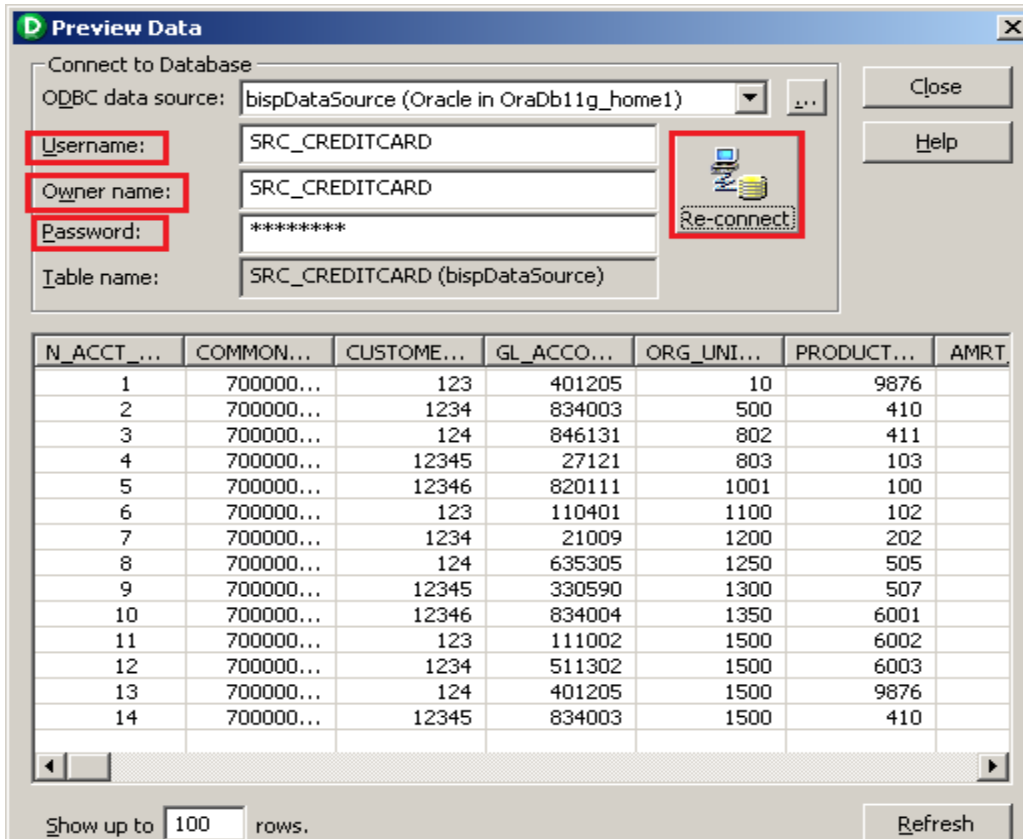 Preview Data
Connect to Database
ODBC data source: bispDataSource (Oracle in OraDb11g_home1) ... Close
Username: SRC_CREDITCARD Help
Owner name: SRC_CREDITCARD
Re-connect
Password: ********
Table name: SRC_CREDITCARD (bispDataSource)
N_ACCT_... COMMON... CUSTOME... GL_ACCO... ORG_UNI... PRODUCT... AMRT_
1 700000... 123 401205 10 9876
2 700000... 1234 834003 500 410
3 700000... 124 846131 802 411
4 700000... 12345 27121 803 103
5 700000... 12346 820111 1001 100
6 700000... 123 110401 1100 102
7 700000... 1234 21009 1200 202
8 700000... 124 635305 1250 505
9 700000... 12345 330590 1300 507
10 700000... 12346 834004 1350 6001
11 700000... 123 111002 1500 6002
12 700000... 1234 511302 1500 6003
13 700000... 124 401205 1500 9876
14 700000... 12345 834003 1500 410
Show up to 100 rows. Refresh